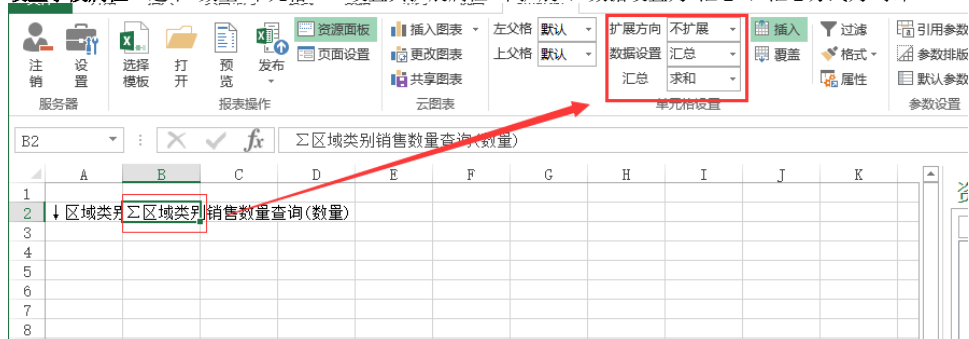 资源面板 插入图表 左父格 默认 扩展方向 不扩展 插入 过滤 引用参数
注销 设置 选择模板 打开 预览 发布 页面设置 更改图表 上父格 默认 数据设置 汇总 覆盖 格式 参数排版
共享图表 汇总 求和 属性 默认参数
服务器 报表操作 云图表 单元格设置 参数设置
B2 fx Σ区域类别销售数量查询(数量)
A B C D E F G H I J K
1
2 ↓区域类别 Σ区域类别销售数量查询(数量)
3
4
5
6
7
8